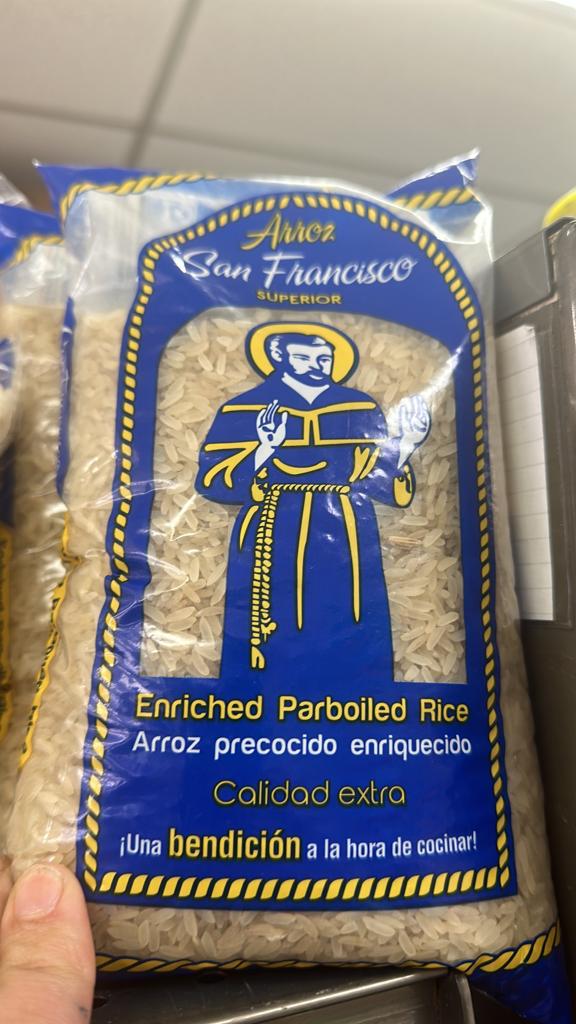 Arroz
San Francisco
SUPERIOR
Enriched Parboiled Rice
Arroz precocido enriquecido
Calidad extra
¡Una bendición a la hora de cocinar!